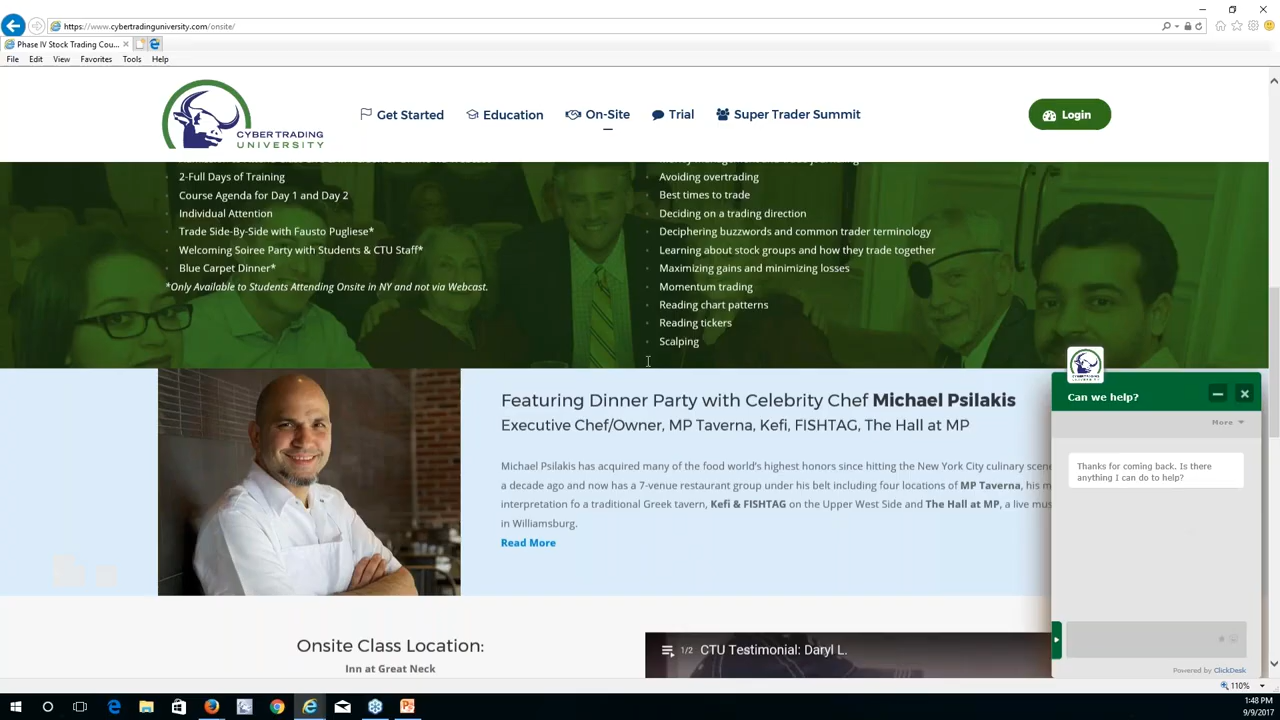 https://www.cybertradinguniversity.com/onsite/
Phase IV Stock Trading Cou...
File Edit View Favorites Tools Help
CYBERTRADING
UNIVERSITY
Get Started Education On-Site Trial Super Trader Summit Login
2-Full Days of Training
Course Agenda for Day 1 and Day 2
Individual Attention
Trade Side-By-Side with Fausto Pugliese*
Welcoming Soiree Party with Students & CTU Staff*
Blue Carpet Dinner*
*Only Available to Students Attending Onsite in NY and not via Webcast.
Avoiding overtrading
Best times to trade
Deciding on a trading direction
Deciphering buzzwords and common trader terminology
Learning about stock groups and how they trade together
Maximizing gains and minimizing losses
Momentum trading
Reading chart patterns
Reading tickers
Scalping
Featuring Dinner Party with Celebrity Chef Michael Psilakis
Executive Chef/Owner, MP Taverna, Kefi, FISHTAG, The Hall at MP
Michael Psilakis has acquired many of the food world's highest honors since hitting the New York City culinary scene
a decade ago and now has a 7-venue restaurant group under his belt including four locations of MP Taverna, his m
interpretation fo a traditional Greek tavern, Kefi & FISHTAG on the Upper West Side and The Hall at MP, a live mus
in Williamsburg.
Read More
Can we help?
More
Thanks for coming back. Is there
anything I can do to help?
Powered by ClickDesk
Onsite Class Location:
Inn at Great Neck
1/2 CTU Testimonial: Daryl L.
110%
1:48 PM
9/9/2017